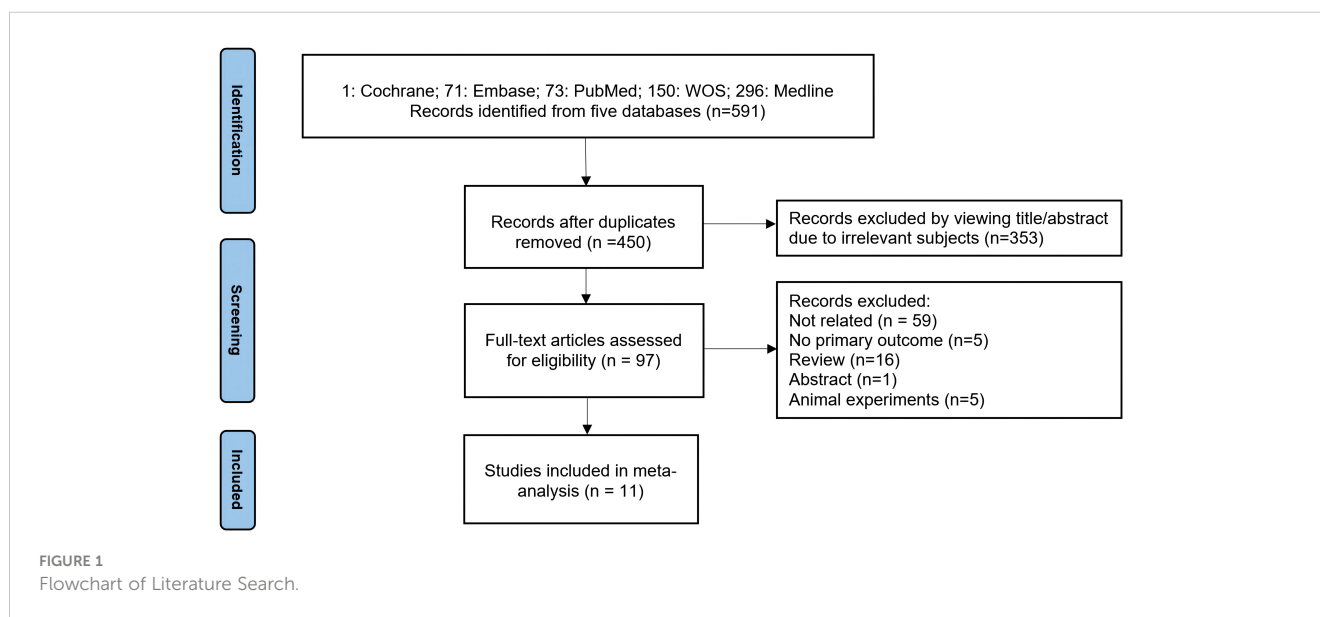 Identification
1: Cochrane; 71: Embase; 73: PubMed; 150: WOS; 296: Medline
Records identified from five databases (n=591)
Records after duplicates
removed (n =450)
Records excluded by viewing title/abstract
due to irrelevant subjects (n=353)
Screening
Full-text articles assessed
for eligibility (n = 97)
Records excluded:
Not related (n = 59)
No primary outcome (n=5)
Review (n=16)
Abstract (n=1)
Animal experiments (n=5)
Included
Studies included in meta-
analysis (n = 11)
FIGURE 1
Flowchart of Literature Search.